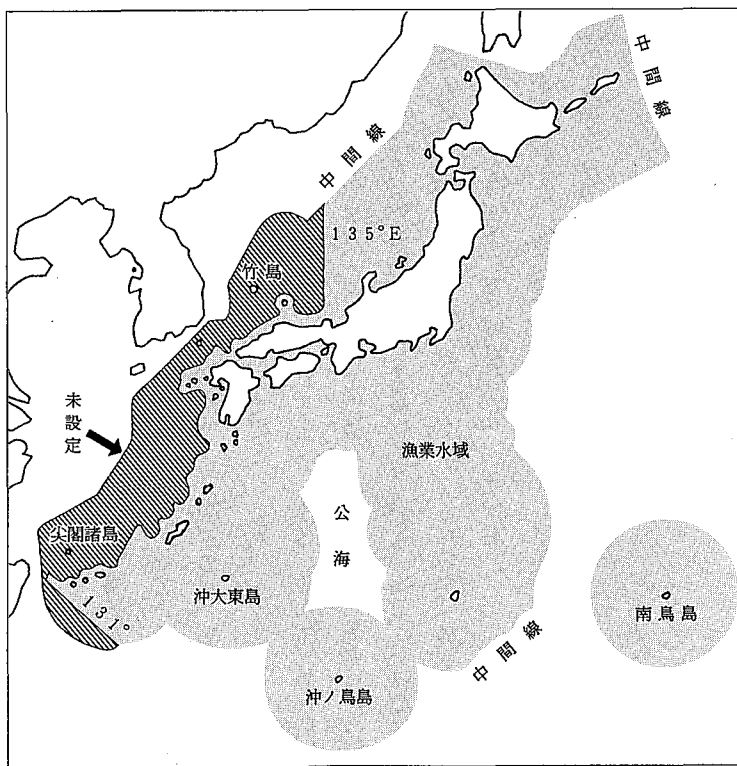 中間線
中間線
135°E
竹島
未設定
漁業水域
公海
尖閣諸島
131°
沖大東島
南鳥島
中間線
沖ノ鳥島